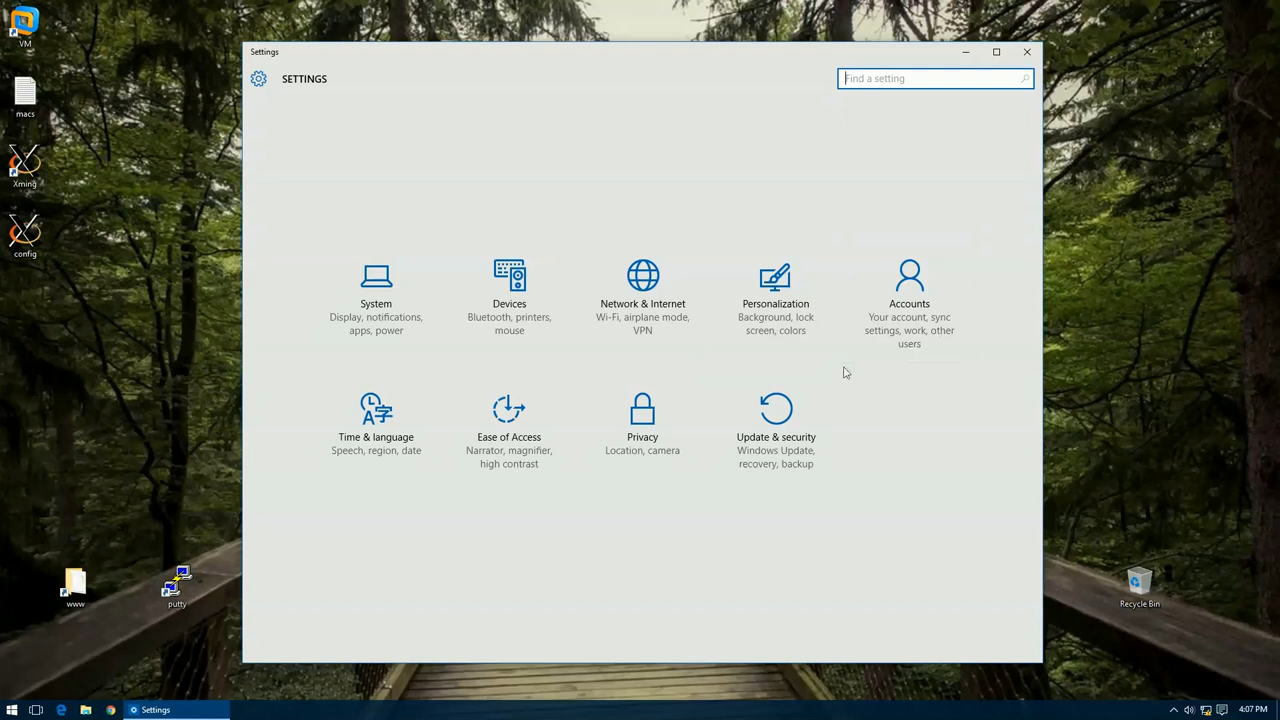 VM
macs
Xming
config
www
putty
Recycle Bin
Settings
SETTINGS
Find a setting
System
Display, notifications,
apps, power
Devices
Bluetooth, printers,
mouse
Network & Internet
Wi-Fi, airplane mode,
VPN
Personalization
Background, lock
screen, colors
Accounts
Your account, sync
settings, work, other
users
Time & language
Speech, region, date
Ease of Access
Narrator, magnifier,
high contrast
Privacy
Location, camera
Update & security
Windows Update,
recovery, backup
Settings
4:07 PM